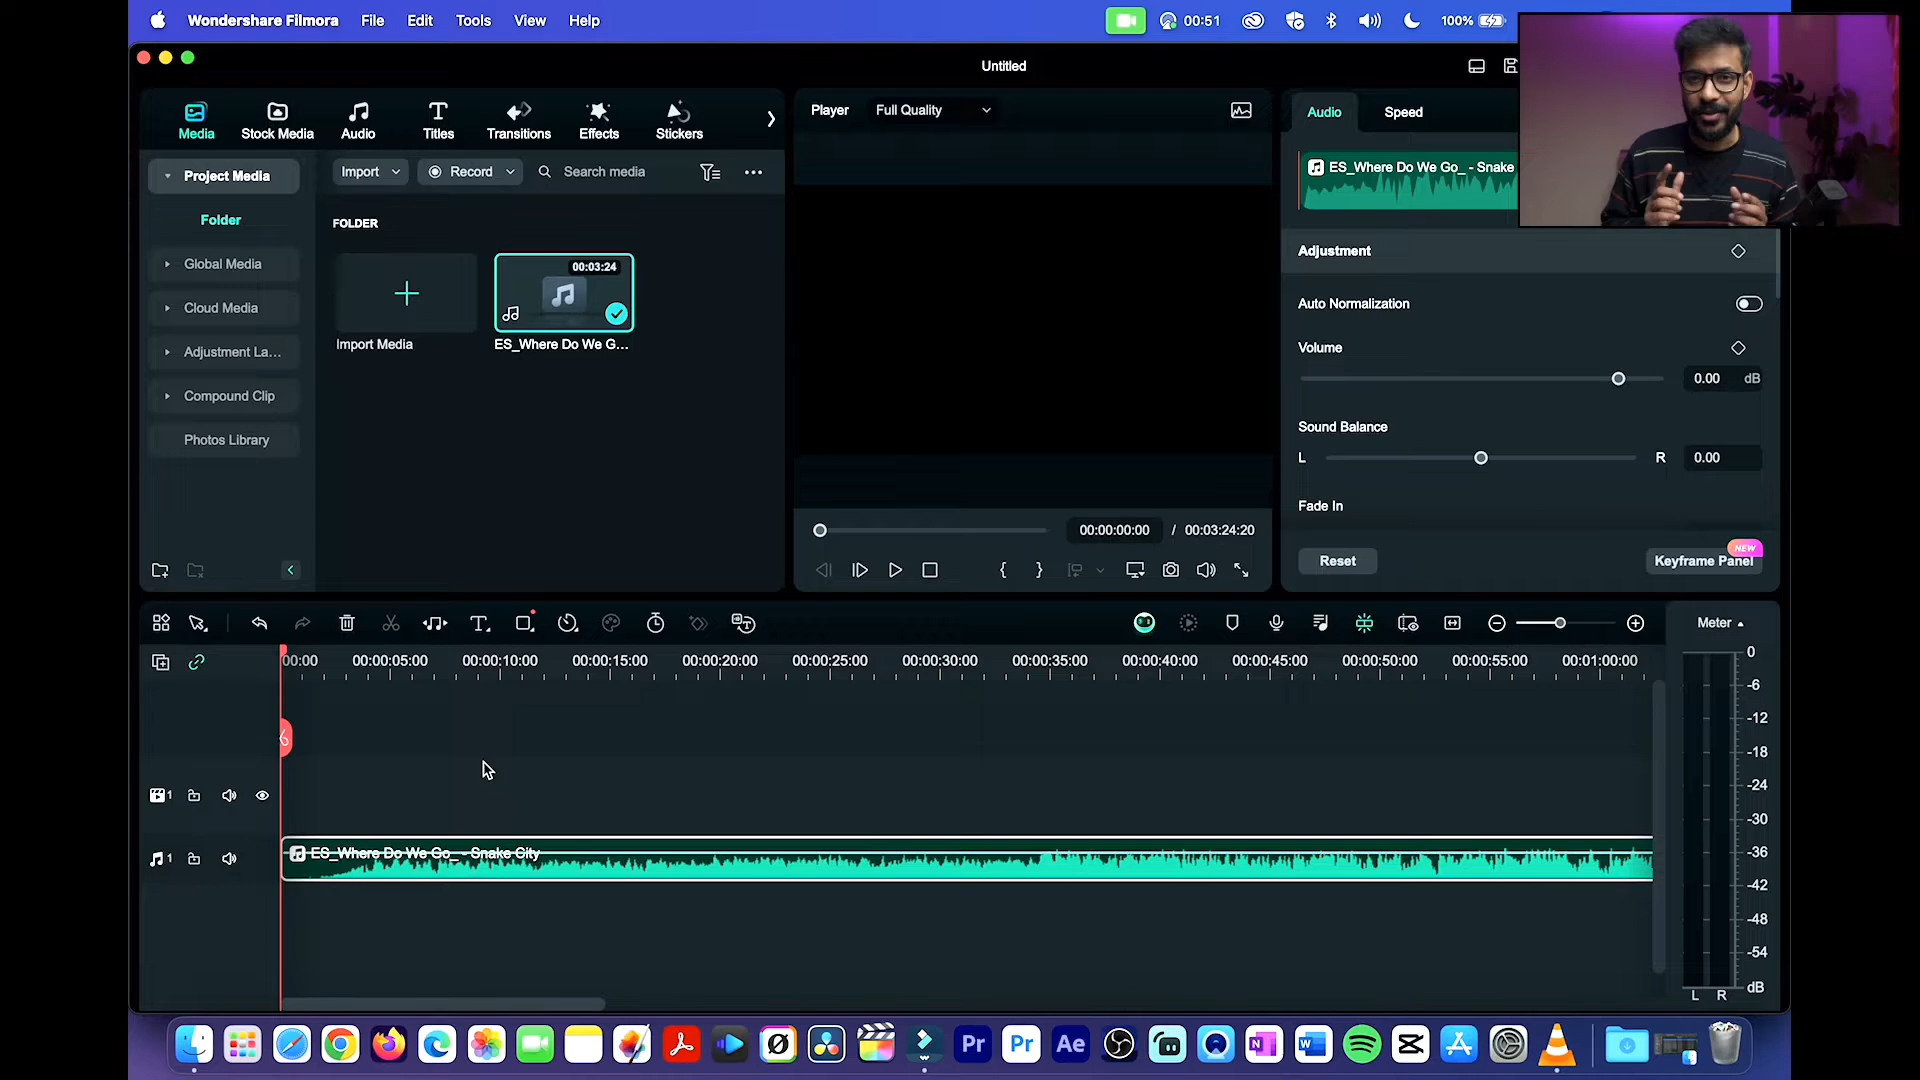 Wondershare Filmora File Edit Tools View Help 00:51 100%
Untitled
Media Stock Media Audio Titles Transitions Effects Stickers
Project Media
Folder
Global Media
Cloud Media
Adjustment La...
Compound Clip
Photos Library
Import Record Search media
FOLDER
00:03:24
Import Media ES_Where Do We G...
Player Full Quality
00:00:00:00 / 00:03:24:20
Audio Speed
ES_Where Do We Go_ - Snake
Adjustment
Auto Normalization
Volume
0.00 dB
Sound Balance
L R 0.00
Fade In
NEW
Reset Keyframe Panel
Meter
00:00 00:00:05:00 00:00:10:00 00:00:15:00 00:00:20:00 00:00:25:00 00:00:30:00 00:00:35:00 00:00:40:00 00:00:45:00 00:00:50:00 00:00:55:00 00:01:00:00
1
1
ES_Where Do We Go_ - Snake City
0
-6
-12
-18
-24
-30
-36
-42
-48
-54
dB
L R
Pr Pr Ae N W